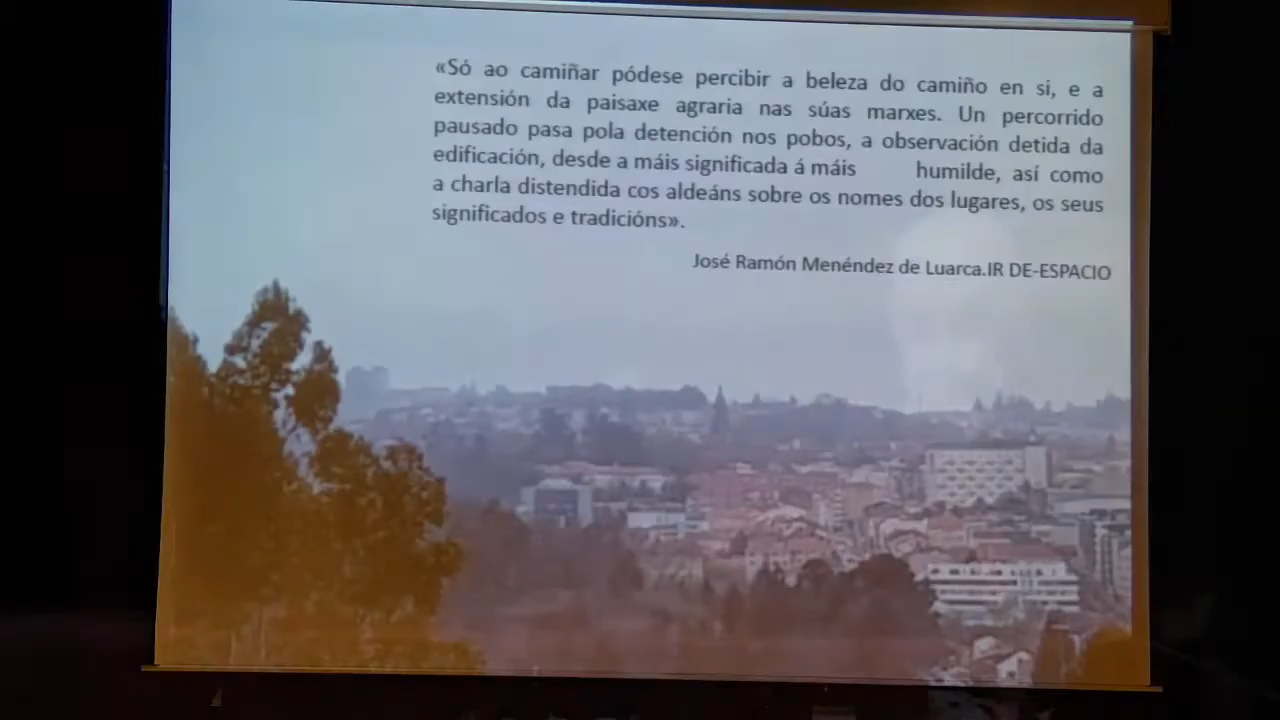 «Só ao camiñar pódese percibir a beleza do camiño en si, e a
extensión da paisaxe agraria nas súas marxes. Un percorrido
pausado pasa pola detención nos pobos, a observación detida da
edificación, desde a máis significada á máis humilde, así como
a charla distendida cos aldeáns sobre os nomes dos lugares, os seus
significados e tradicións».
José Ramón Menéndez de Luarca.IR DE-ESPACIO